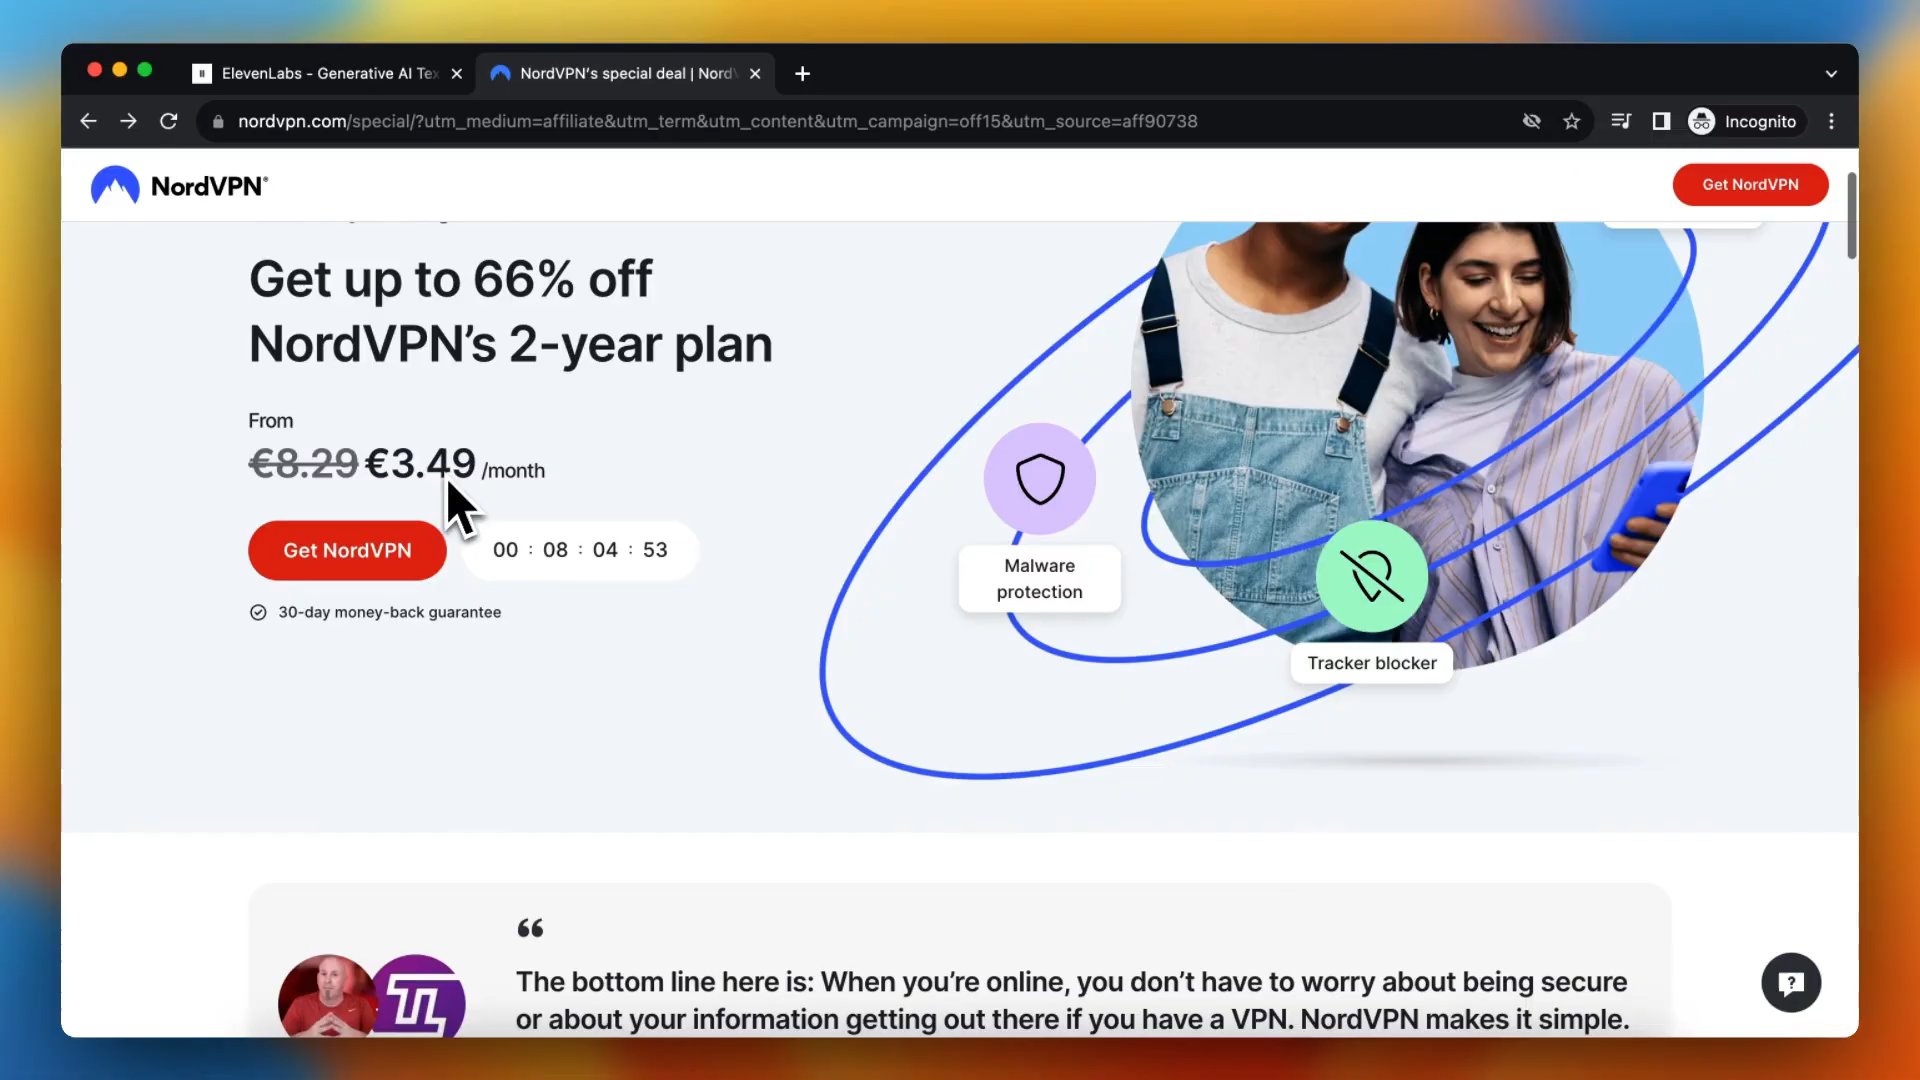 ElevenLabs - Generative AI Tex
NordVPN's special deal | Nord
nordvpn.com/special/?utm_medium=affiliate&utm_term&utm_content&utm_campaign=off15&utm_source=aff90738
Incognito
NordVPN®
Get NordVPN
Get up to 66% off
NordVPN's 2-year plan
From
€8.29 €3.49 /month
Get NordVPN
00 : 08 : 04 : 53
30-day money-back guarantee
Malware
protection
Tracker blocker
“
The bottom line here is: When you're online, you don't have to worry about being secure
or about your information getting out there if you have a VPN. NordVPN makes it simple.